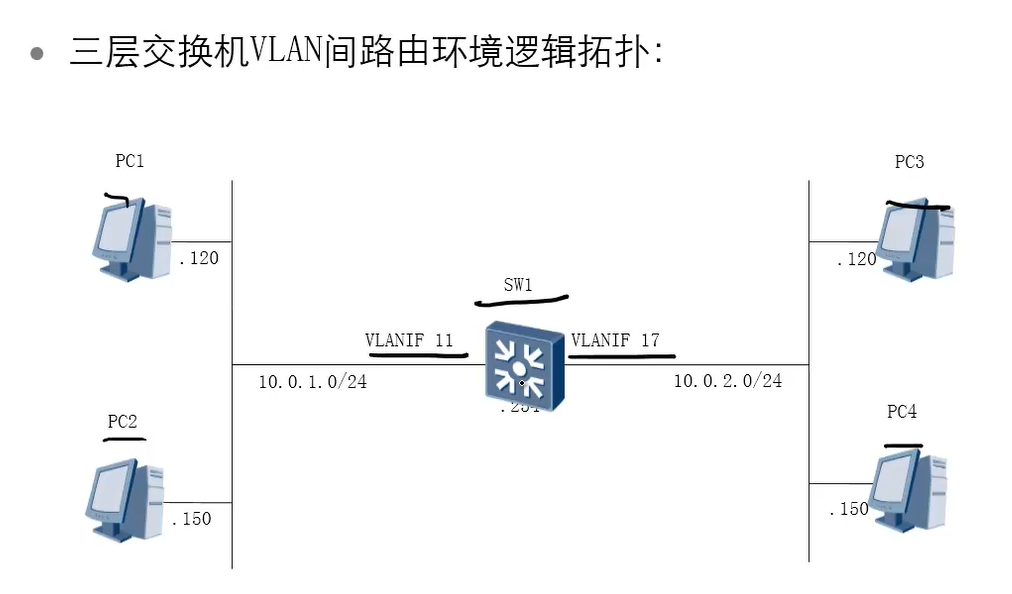 三层交换机VLAN间路由环境逻辑拓扑:
PC1
PC3
.120
.120
SW1
VLANIF 11
VLANIF 17
10.0.1.0/24
10.0.2.0/24
PC2
PC4
.150
.150